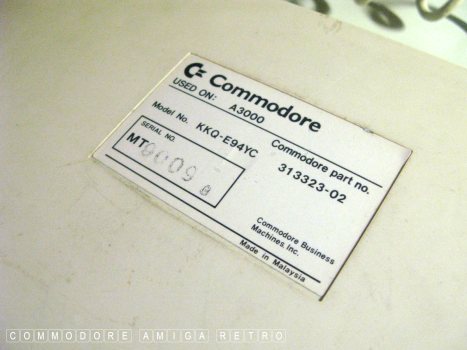 Commodore
USED ON: A3000
Model No. KKQ-E94YC
Commodore part no.
313323-02
SERIAL NO.
MT
Commodore Business
Machines, Inc.
Made in Malaysia
COMMODORE AMIGA RETRO